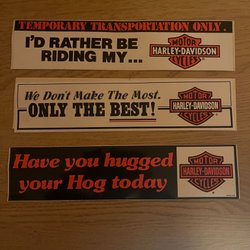 TEMPORARY TRANSPORTATION ONLY.
I'D RATHER BE
RIDING MY...
MOTOR
HARLEY-DAVIDSON
CYCLES
We Don't Make The Most.
ONLY THE BEST!
MOTOR
HARLEY-DAVIDSON
CYCLES
Have you hugged
your Hog today
MOTOR
HARLEY-DAVIDSON
CYCLES